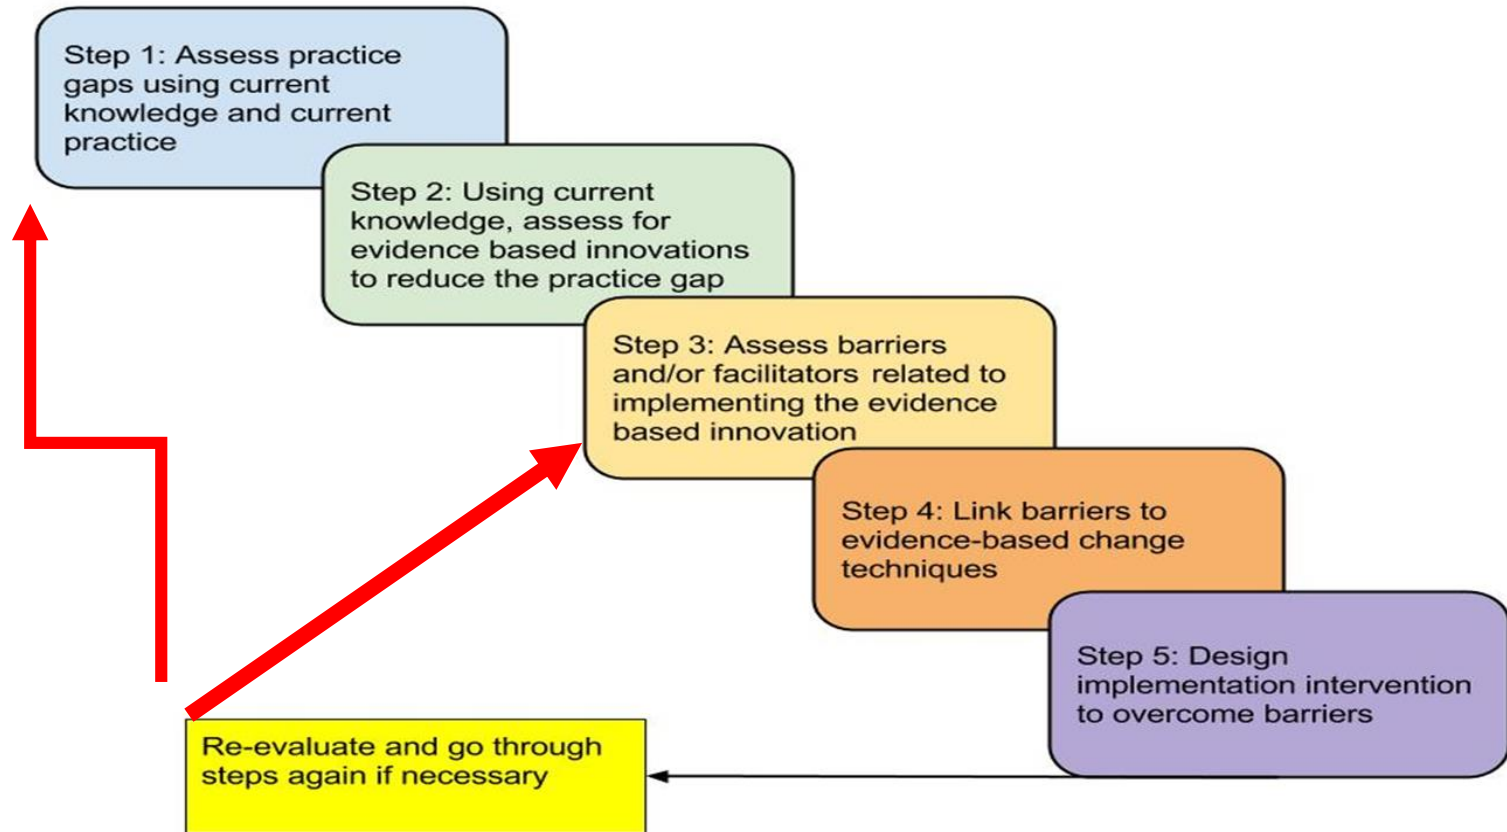 Step 1: Assess practice
gaps using current
knowledge and current
practice
Step 2: Using current
knowledge, assess for
evidence based innovations
to reduce the practice gap
Step 3: Assess barriers
and/or facilitators related to
implementing the evidence
based innovation
Step 4: Link barriers to
evidence-based change
techniques
Step 5: Design
implementation intervention
to overcome barriers
Re-evaluate and go through
steps again if necessary